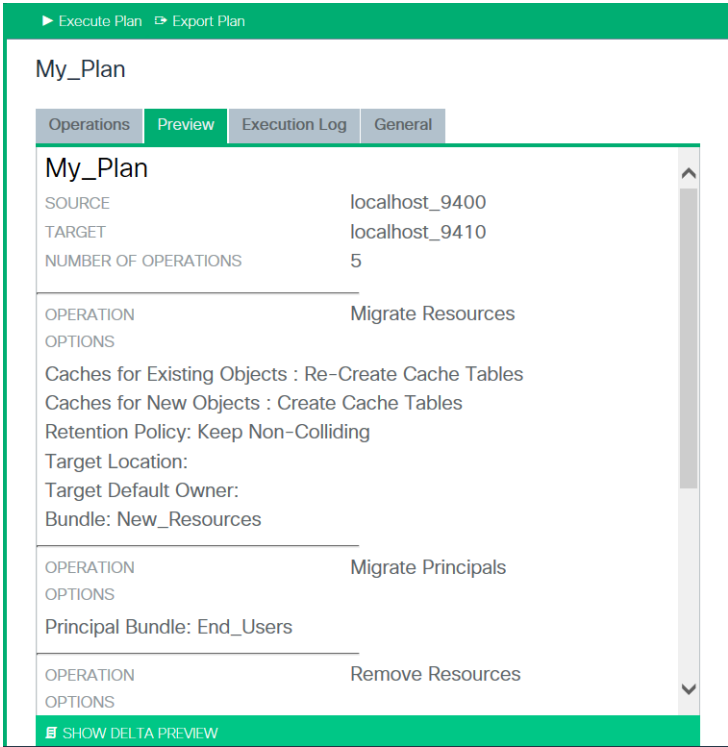 Execute Plan Export Plan
My_Plan
Operations Preview Execution Log General
My_Plan
SOURCE localhost_9400
TARGET localhost_9410
NUMBER OF OPERATIONS 5
OPERATION Migrate Resources
OPTIONS
Caches for Existing Objects : Re-Create Cache Tables
Caches for New Objects : Create Cache Tables
Retention Policy: Keep Non-Colliding
Target Location:
Target Default Owner:
Bundle: New_Resources
OPERATION Migrate Principals
OPTIONS
Principal Bundle: End_Users
OPERATION Remove Resources
OPTIONS
SHOW DELTA PREVIEW